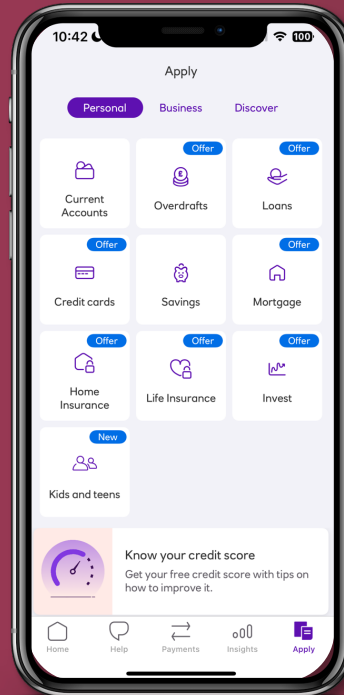 10:42
100
Apply
Personal
Business
Discover
Offer
Offer
Current
Accounts
£
Overdrafts
Loans
Offer
Offer
Credit cards
Savings
Mortgage
Offer
Offer
Offer
Home
Insurance
Life Insurance
Invest
New
Kids and teens
Know your credit score
Get your free credit score with tips on
how to improve it.
Home
Help
Payments
Insights
Apply